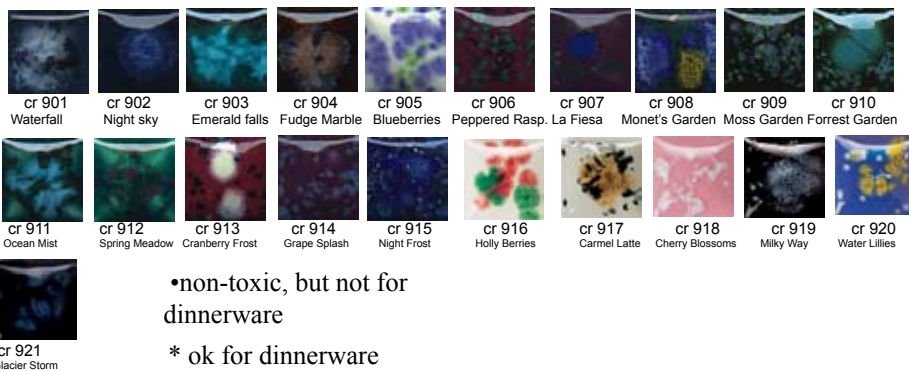 cr 901 cr 902 cr 903 cr 904 cr 905 cr 906 cr 907 cr 908 cr 909 cr 910
Waterfall Night sky Emerald falls Fudge Marble Blueberries Peppered Rasp. La Fiesa Monet's Garden Moss Garden Forrest Garden
cr 911 cr 912 cr 913 cr 914 cr 915 cr 916 cr 917 cr 918 cr 919 cr 920
Ocean Mist Spring Meadow Cranberry Frost Grape Splash Night Frost Holly Berries Carmel Latte Cherry Blossoms Milky Way Water Lillies
•non-toxic, but not for
dinnerware
cr 921
Glacier Storm
* ok for dinnerware